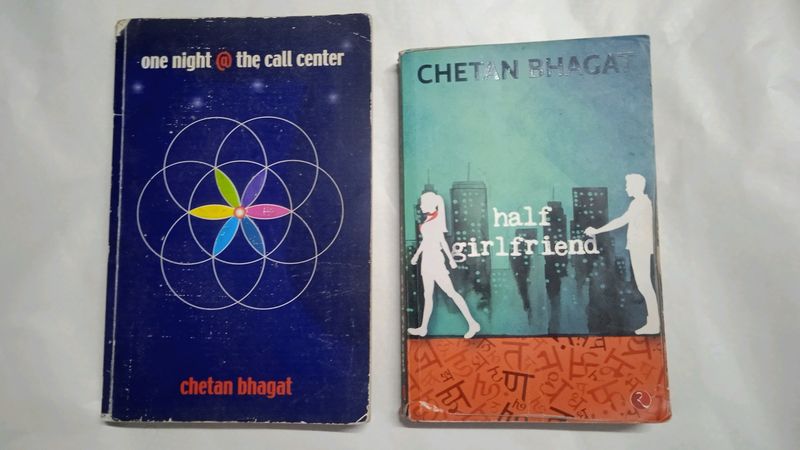 one night @ the call center
chetan bhagat
CHETAN BHAGAT
half
girlfriend
ण